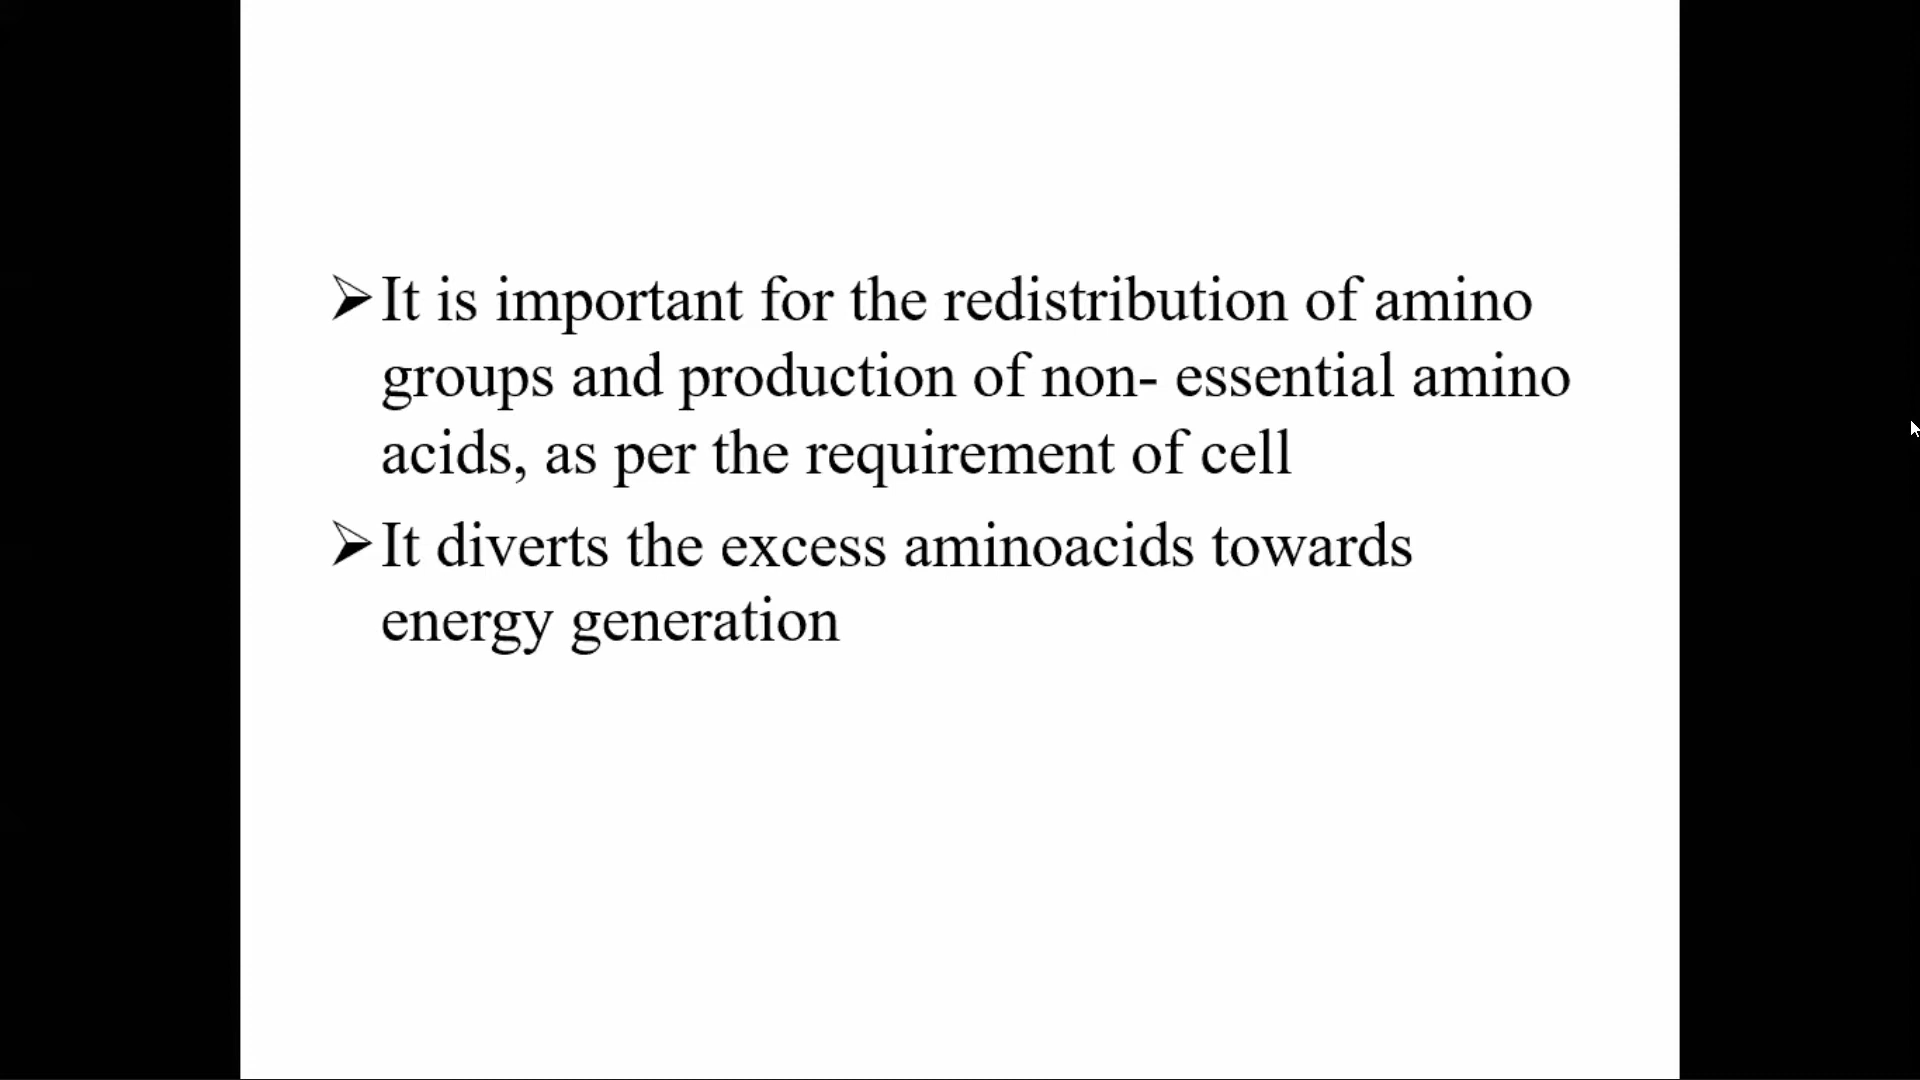 ➢It is important for the redistribution of amino
groups and production of non- essential amino
acids, as per the requirement of cell
➢It diverts the excess aminoacids towards
energy generation